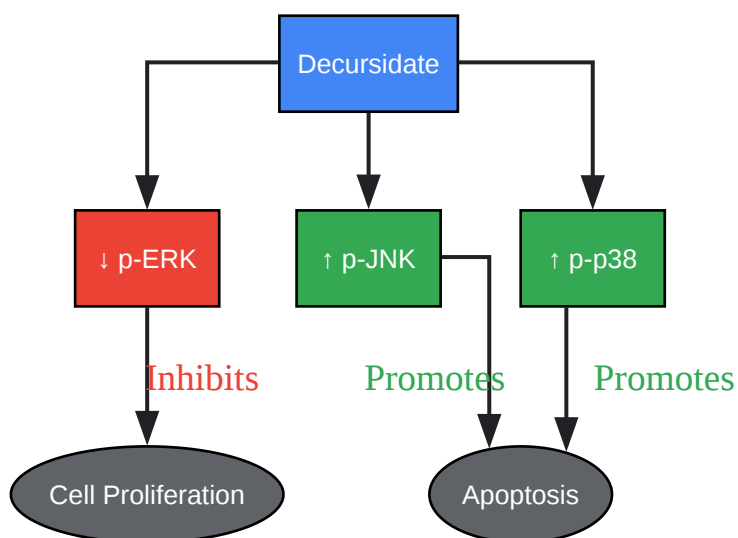 Decursidate
↓ p-ERK
↑ p-JNK
↑ p-p38
Inhibits
Promotes
Promotes
Cell Proliferation
Apoptosis